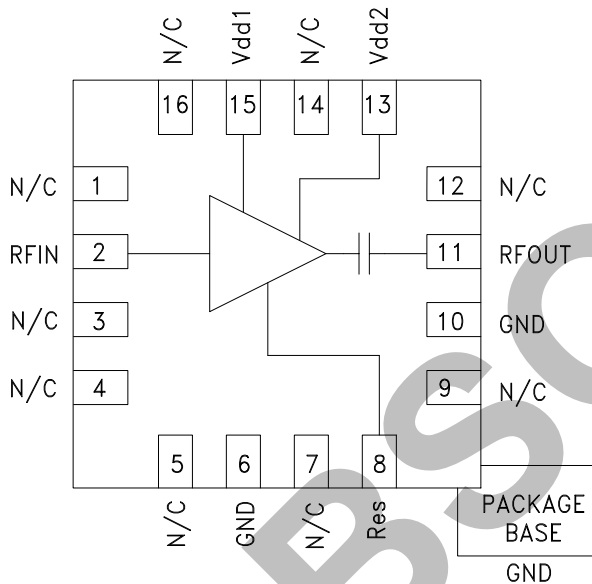 N/C
Vdd1
N/C
Vdd2
16
15
14
13
N/C 1
12 N/C
RFIN 2
11 RFOUT
N/C 3
10 GND
N/C 4
9 N/C
5
6
7
8
N/C
GND
N/C
Res
PACKAGE
BASE
GND